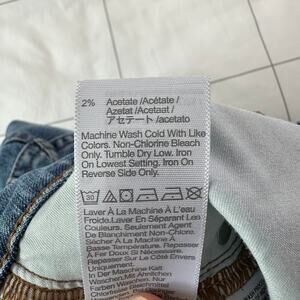 2% Acetate /Acétate /
Azetat /Acetaat /
アセテート /acetato
Machine Wash Cold With Like
Colors. Non-Chlorine Bleach
Only. Tumble Dry Low. Iron
On Lowest Setting. Iron On
Reverse Side Only.
30
Laver À La Machine À L'eau
Froide.Laver En Séparant Les
Couleurs. Agent Seulement
De Blanchiment Non-Chlore.
Sécher À La Machine À
Basse Température. Repasser
À Fer Doux Si Nécessaire.
Repasser Sur Le Côté Envers
Uniquement.
In Der Maschine Kalt
Waschen.Mit Ähnlichen